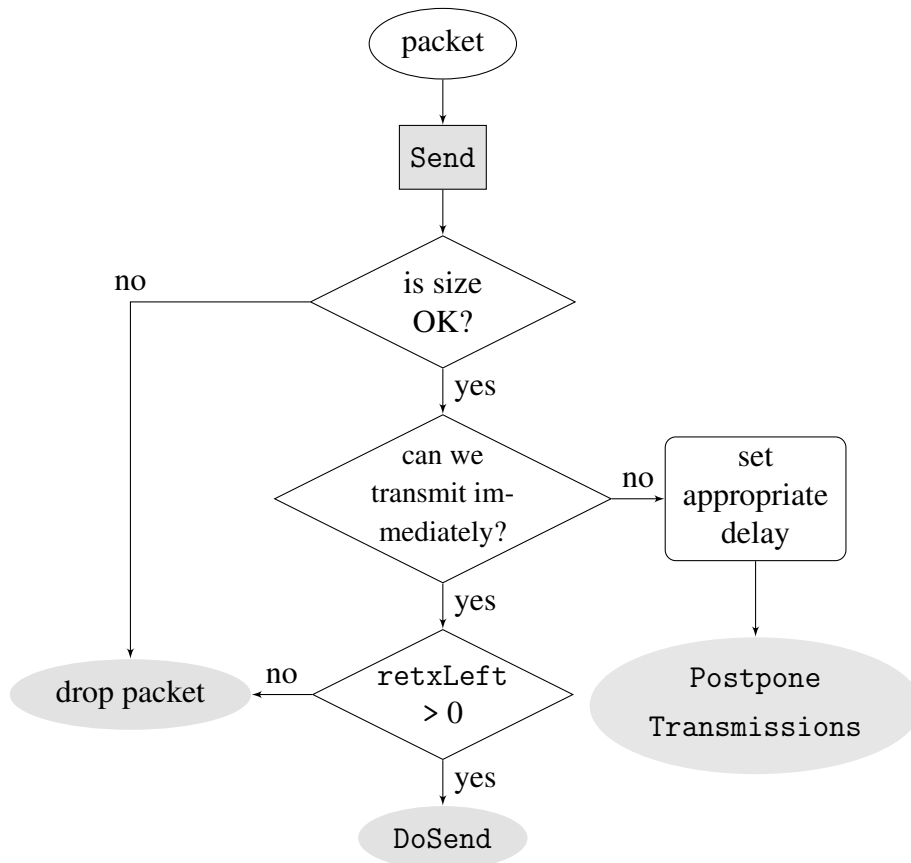 packet
Send
no
is size
OK?
yes
can we
transmit im-
mediately?
no
set
appropriate
delay
yes
drop packet
no
retxLeft
> 0
Postpone
Transmissions
yes
DoSend